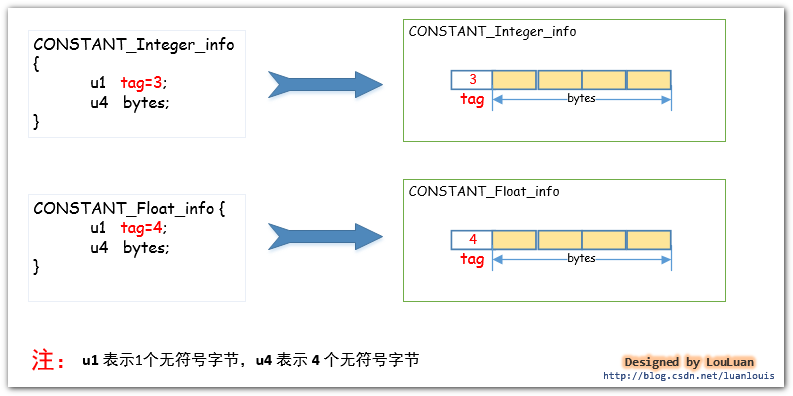 CONSTANT_Integer_info
{
u1 tag=3;
u4 bytes;
}
CONSTANT_Integer_info
3
tag
bytes
CONSTANT_Float_info {
u1 tag=4;
u4 bytes;
}
CONSTANT_Float_info
4
tag
bytes
注： u1 表示1个无符号字节，u4 表示 4 个无符号字节
Designed by LouLuan
http://blog.csdn.net/luanlouis